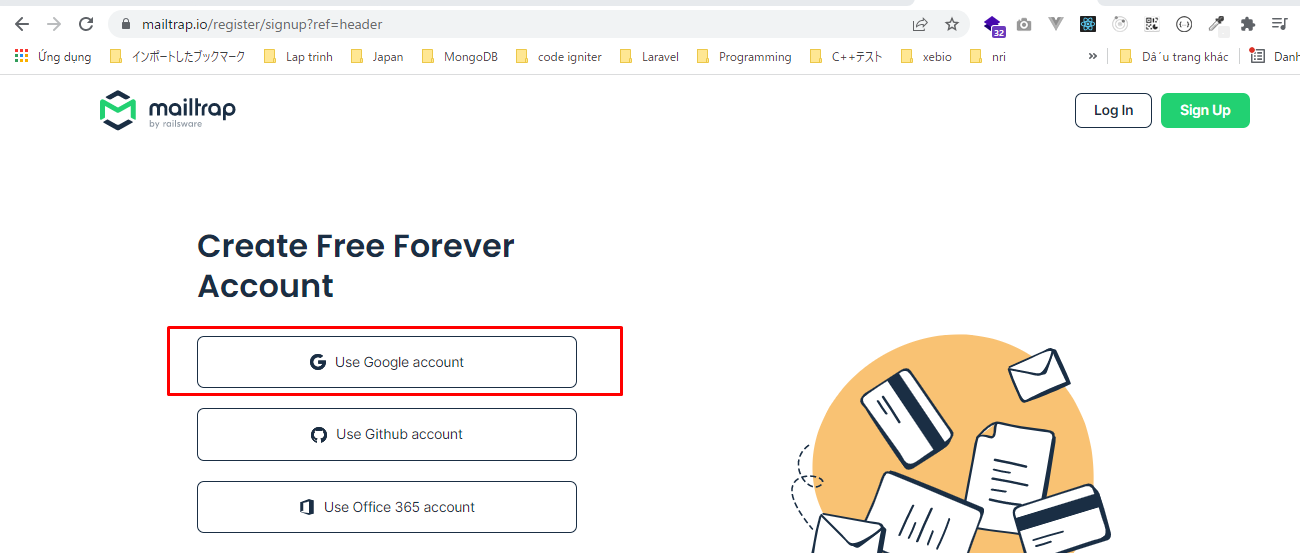 mailtrap.io/register/signup?ref=header
32
Ứng dụng インポートしたブックマーク Lap trinh Japan MongoDB code igniter Laravel Programming C++テスト xebio nri » Dấu trang khác Danh
mailtrap
by railsware
Log In Sign Up
Create Free Forever
Account
Use Google account
Use Github account
Use Office 365 account